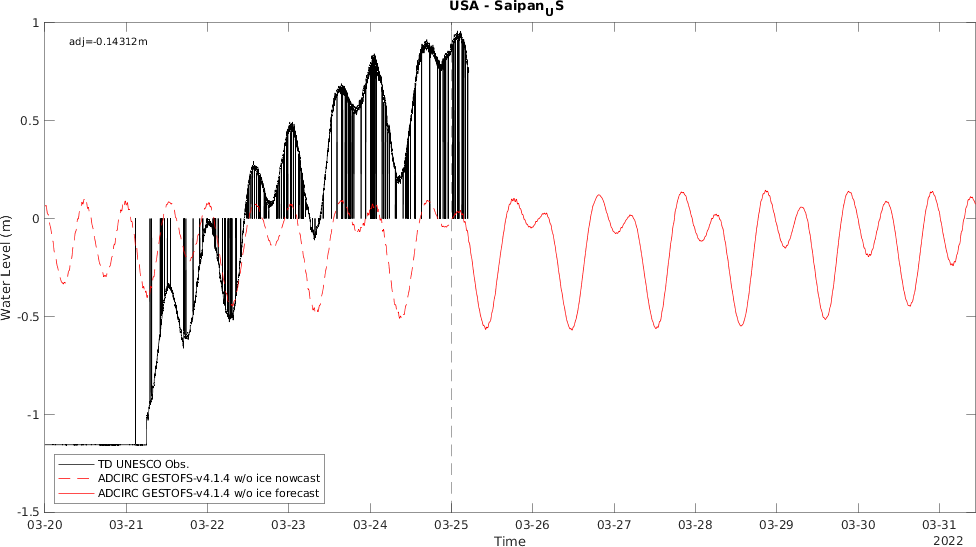 USA - Saipan_US
adj=-0.14312m
1
0.5
0
-0.5
-1
-1.5
Water Level (m)
TD UNESCO Obs.
ADCIRC GESTOFS-v4.1.4 w/o ice nowcast
ADCIRC GESTOFS-v4.1.4 w/o ice forecast
03-20 03-21 03-22 03-23 03-24 03-25 03-26 03-27 03-28 03-29 03-30 03-31
Time
2022